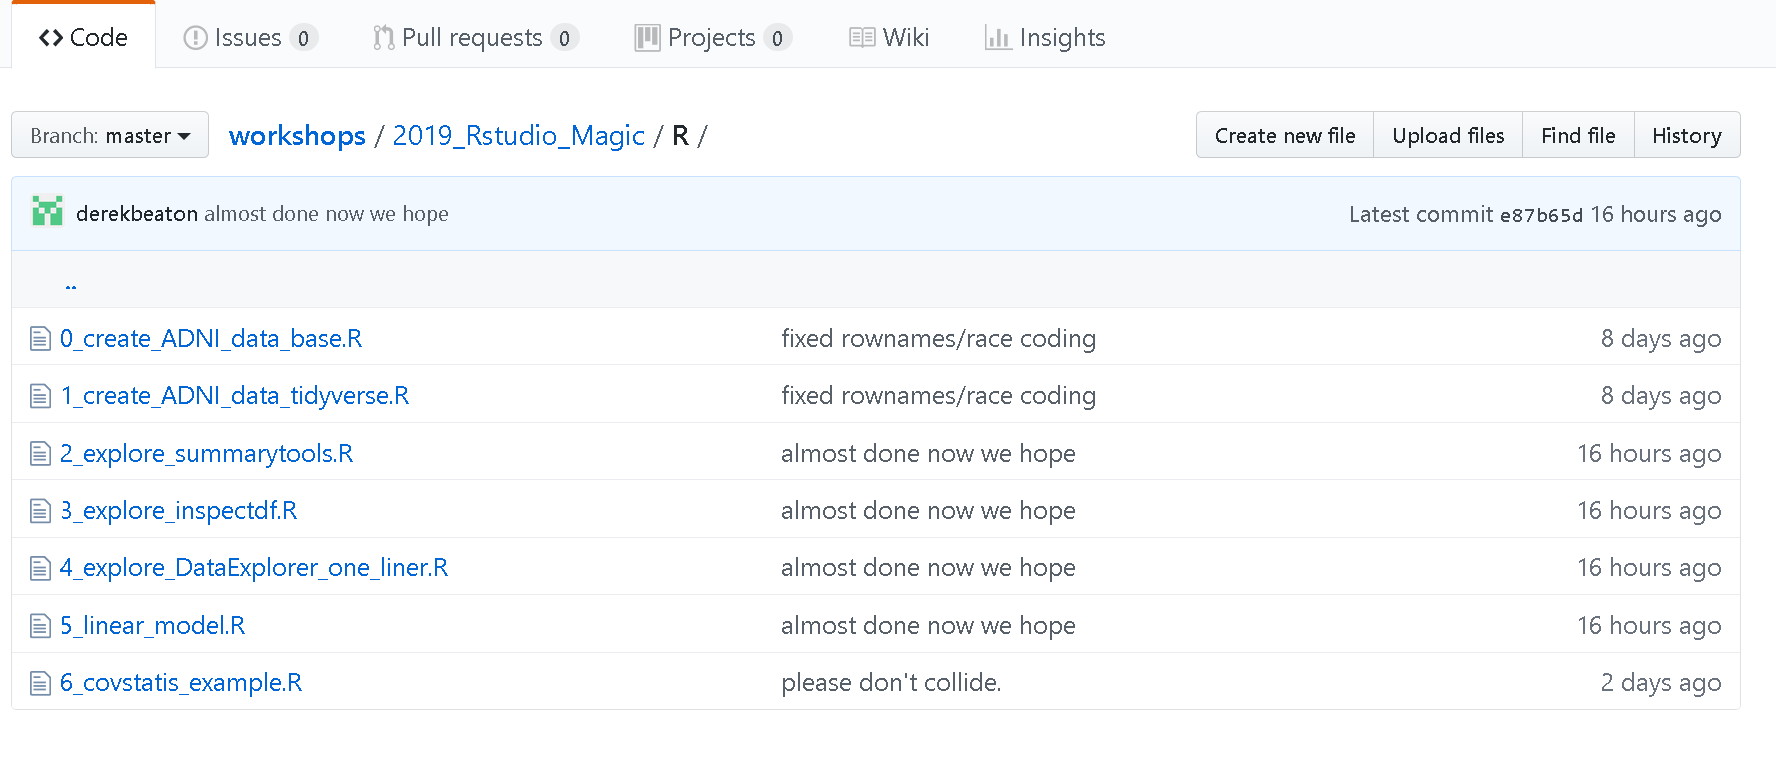 Code Issues 0 Pull requests 0 Projects 0 Wiki Insights
Branch: master workshops / 2019_Rstudio_Magic / R / Create new file Upload files Find file History
derekbeaton almost done now we hope Latest commit e87b65d 16 hours ago
..
0_create_ADNI_data_base.R fixed rownames/race coding 8 days ago
1_create_ADNI_data_tidyverse.R fixed rownames/race coding 8 days ago
2_explore_summarytools.R almost done now we hope 16 hours ago
3_explore_inspectdf.R almost done now we hope 16 hours ago
4_explore_DataExplorer_one_liner.R almost done now we hope 16 hours ago
5_linear_model.R almost done now we hope 16 hours ago
6_covstatis_example.R please don't collide. 2 days ago